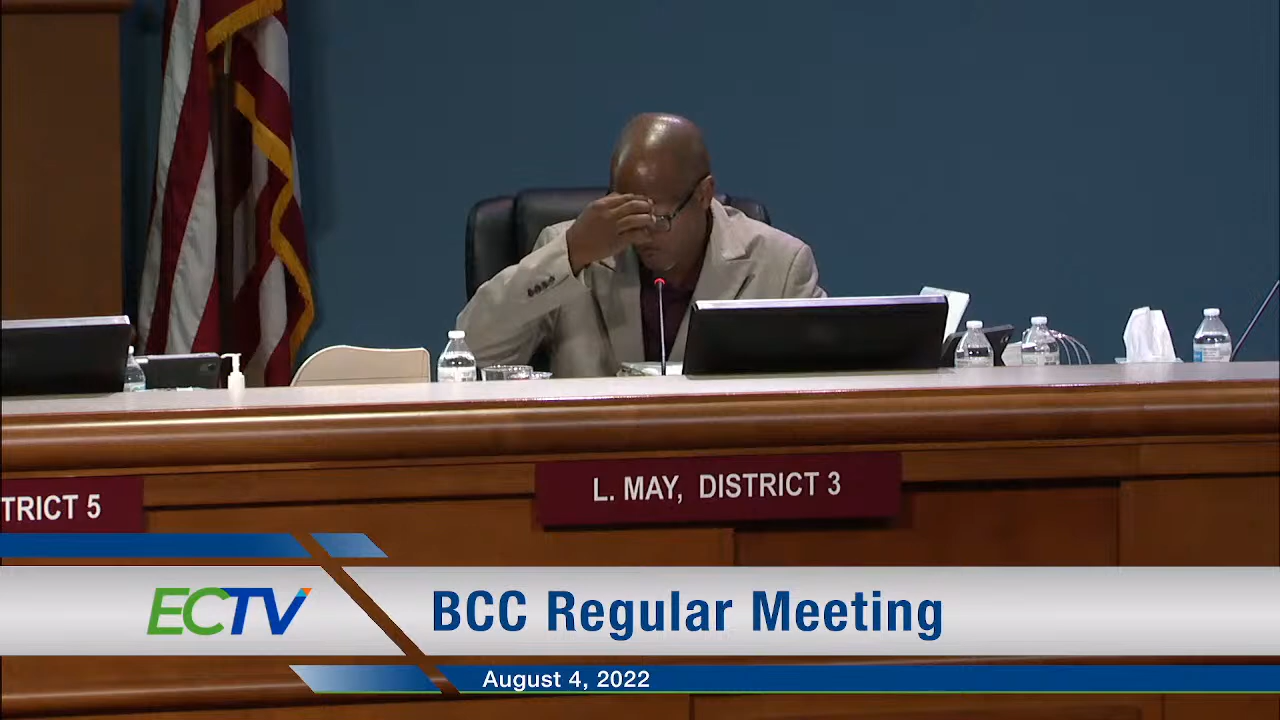 L. MAY, DISTRICT 3
TRICT 5
ECTV
BCC Regular Meeting
August 4, 2022